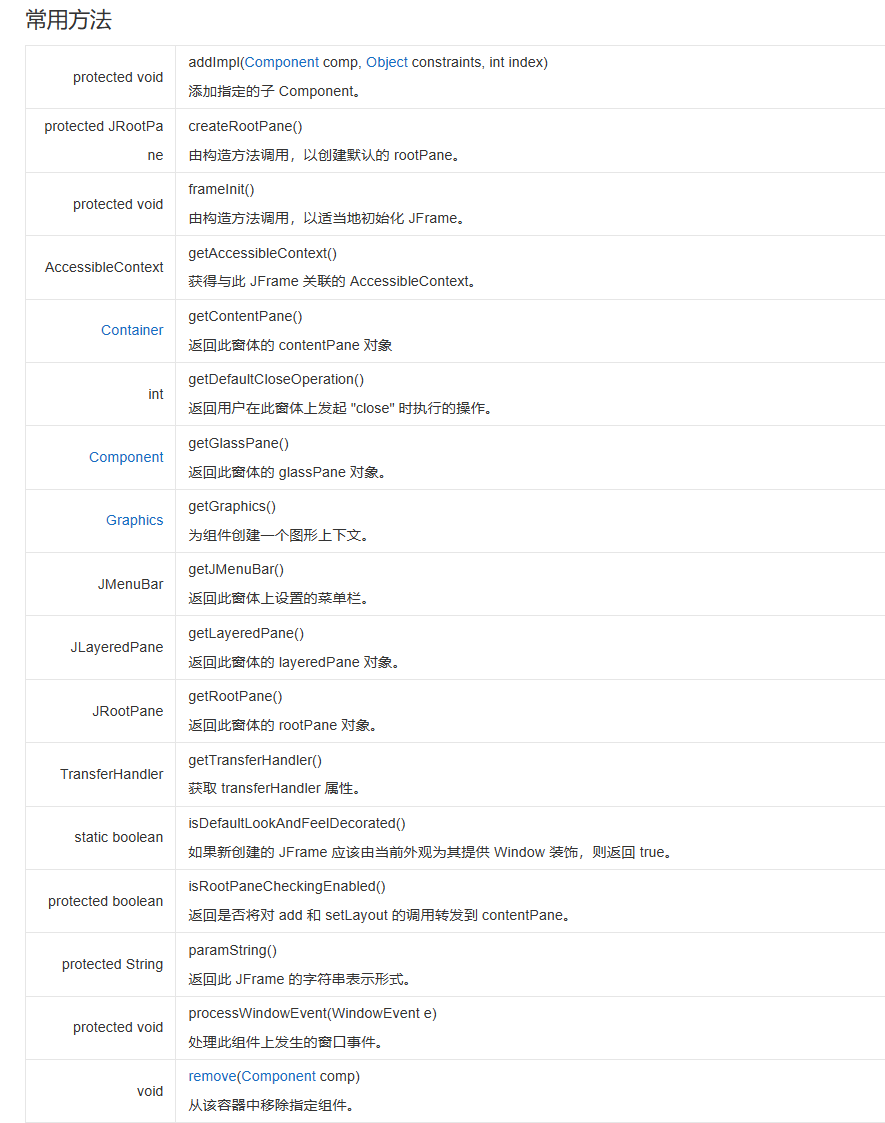 常用方法
protected void
addImpl(Component comp, Object constraints, int index)
添加指定的子 Component。
protected JRootPa
ne
createRootPane()
由构造方法调用，以创建默认的 rootPane。
protected void
frameInit()
由构造方法调用，以适当地初始化 JFrame。
AccessibleContext
getAccessibleContext()
获得与此 JFrame 关联的 AccessibleContext。
Container
getContentPane()
返回此窗体的 contentPane 对象
int
getDefaultCloseOperation()
返回用户在此窗体上发起 "close" 时执行的操作。
Component
getGlassPane()
返回此窗体的 glassPane 对象。
Graphics
getGraphics()
为组件创建一个图形上下文。
JMenuBar
getJMenuBar()
返回此窗体上设置的菜单栏。
JLayeredPane
getLayeredPane()
返回此窗体的 layeredPane 对象。
JRootPane
getRootPane()
返回此窗体的 rootPane 对象。
TransferHandler
getTransferHandler()
获取 transferHandler 属性。
static boolean
isDefaultLookAndFeelDecorated()
如果新创建的 JFrame 应该由当前外观为其提供 Window 装饰，则返回 true。
protected boolean
isRootPaneCheckingEnabled()
返回是否将对 add 和 setLayout 的调用转发到 contentPane。
protected String
paramString()
返回此 JFrame 的字符串表示形式。
protected void
processWindowEvent(WindowEvent e)
处理此组件上发生的窗口事件。
void
remove(Component comp)
从该容器中移除指定组件。